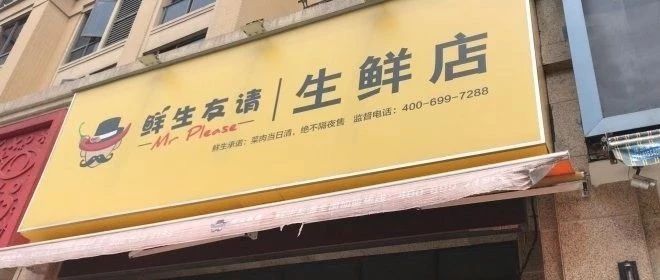 鲜生友请 | 生鲜店
Mr Please
鲜生承诺：菜肉当日清，绝不隔夜售 监督电话：400-699-7288